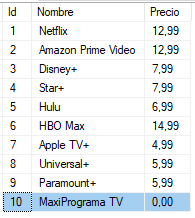 Id Nombre Precio
1 Netflix 12,99
2 Amazon Prime Video 12,99
3 Disney+ 7,99
4 Star+ 7,99
5 Hulu 6,99
6 HBO Max 14,99
7 Apple TV+ 4,99
8 Universal+ 5,99
9 Paramount+ 5,99
10 MaxiPrograma TV 0,00